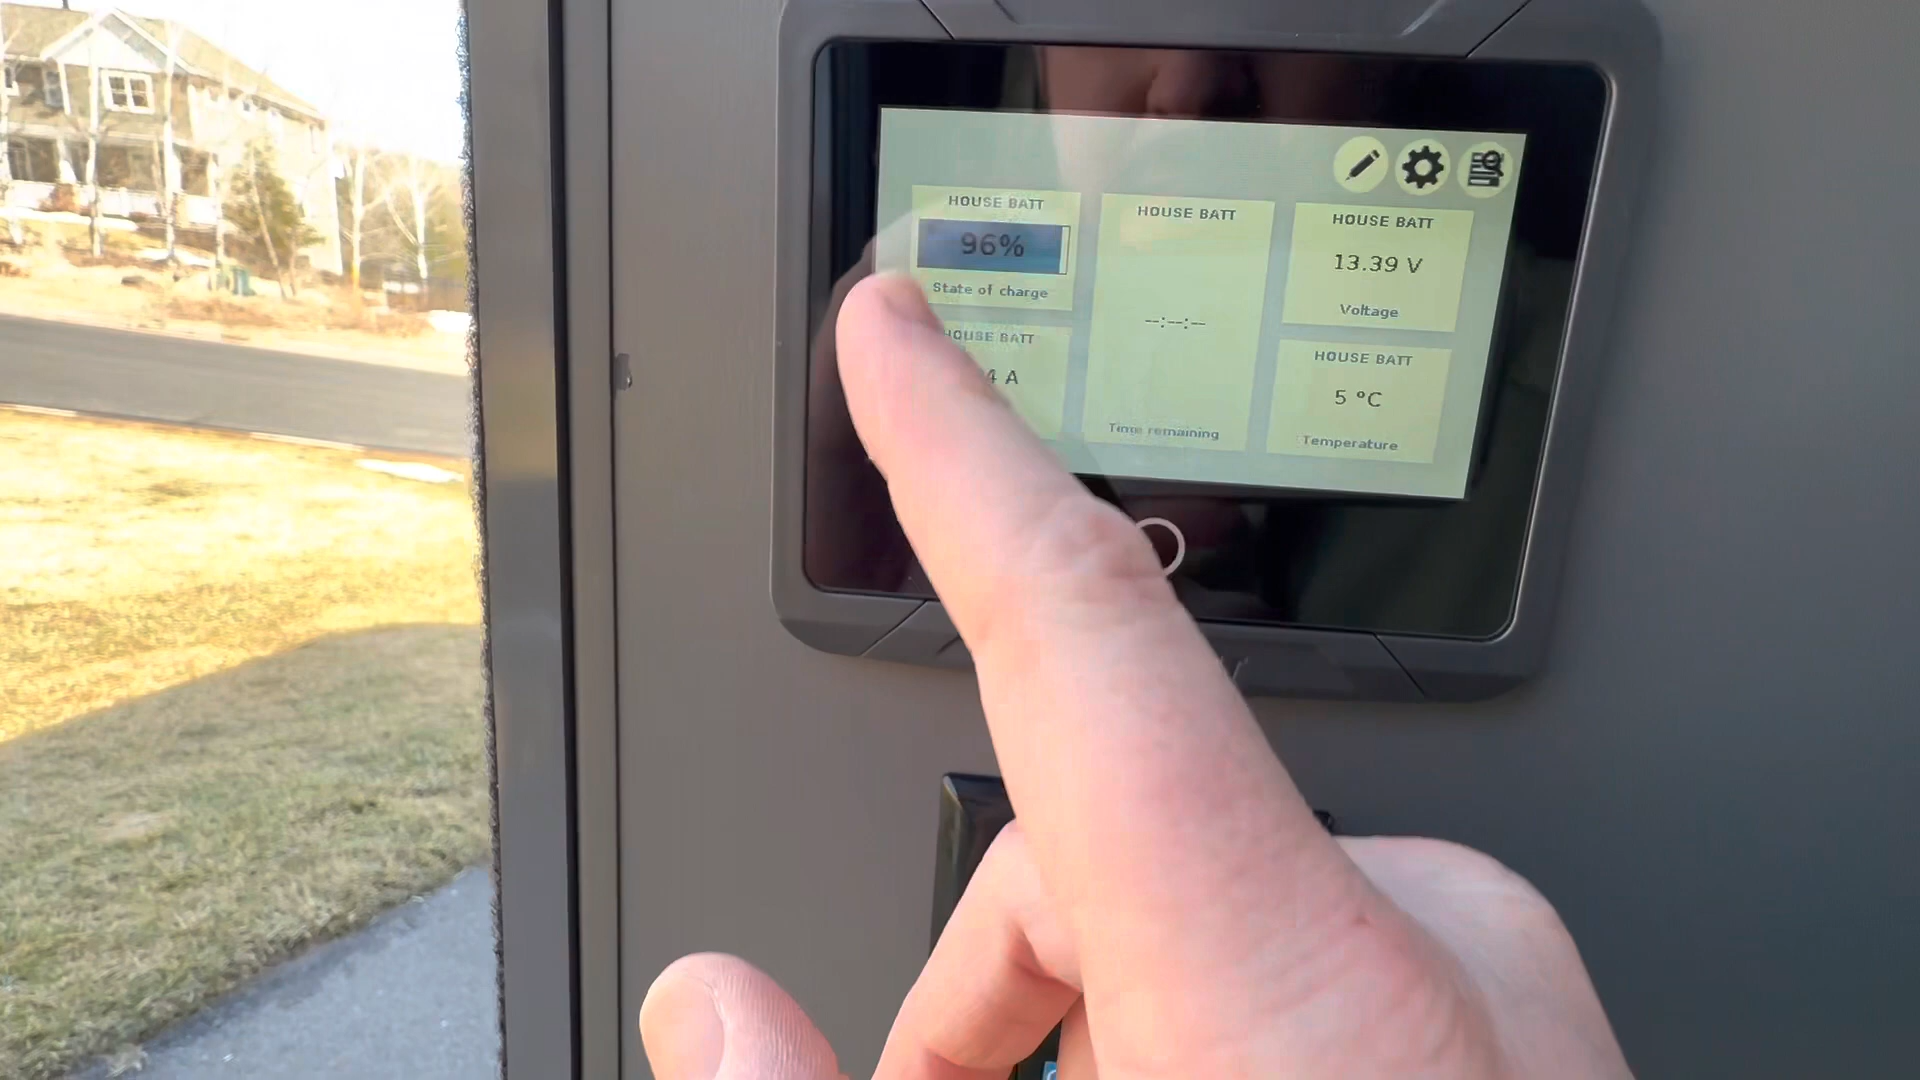 HOUSE BATT
96%
State of charge
HOUSE BATT
4 A
HOUSE BATT
--:--:--
Time remaining
HOUSE BATT
13.39 V
Voltage
HOUSE BATT
5 °C
Temperature